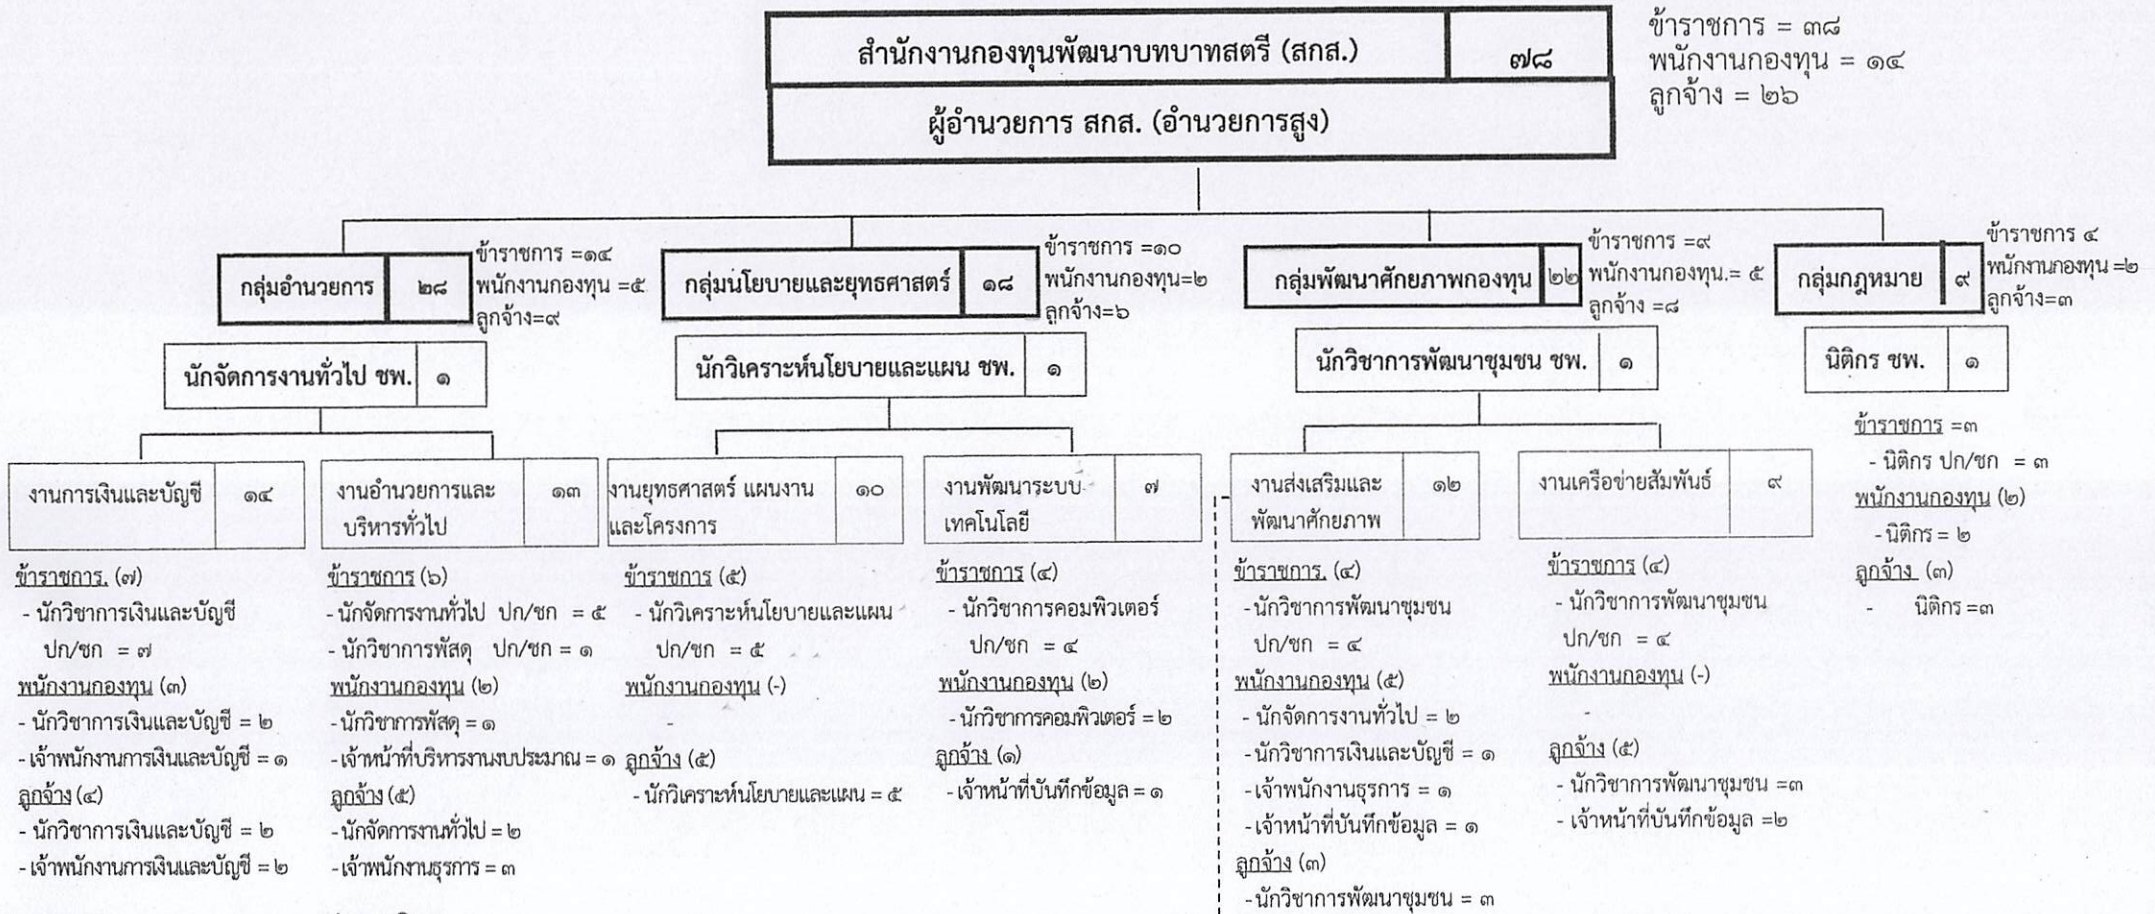 สำนักงานกองทุนพัฒนาบทบาทสตรี (สกส.) ๗๘
ผู้อำนวยการ สกส. (อำนวยการสูง)
ข้าราชการ = ๓๘
พนักงานกองทุน = ๑๔
ลูกจ้าง = ๒๖
กลุ่มอำนวยการ ๒๘
ข้าราชการ =๑๔
พนักงานกองทุน =๕
ลูกจ้าง=๙
นักจัดการงานทั่วไป ชพ. ๑
กลุ่มนโยบายและยุทธศาสตร์ ๑๘
ข้าราชการ =๑๐
พนักงานกองทุน=๒
ลูกจ้าง=๖
นักวิเคราะห์นโยบายและแผน ชพ. ๑
กลุ่มพัฒนาศักยภาพกองทุน ๒๒
ข้าราชการ =๙
พนักงานกองทุน.= ๕
ลูกจ้าง =๘
นักวิชาการพัฒนาชุมชน ชพ. ๑
กลุ่มกฎหมาย ๙
ข้าราชการ ๔
พนักงานกองทุน =๒
ลูกจ้าง=๓
นิติกร ชพ. ๑
งานการเงินและบัญชี ๑๔
ข้าราชการ. (๗)
- นักวิชาการเงินและบัญชี
ปก/ชก = ๗
พนักงานกองทุน (๓)
- นักวิชาการเงินและบัญชี = ๒
-เจ้าพนักงานการเงินและบัญชี = ๑
ลูกจ้าง (๔)
- นักวิชาการเงินและบัญชี = ๒
-เจ้าพนักงานการเงินและบัญชี = ๒
งานอำนวยการและ ๑๓
บริหารทั่วไป
ข้าราชการ (๖)
-นักจัดการงานทั่วไป ปก/ชก = ๕
- นักวิชาการพัสดุ ปก/ชก = ๑
พนักงานกองทุน (๒)
-นักวิชาการพัสดุ = ๑
-เจ้าหน้าที่บริหารงานงบประมาณ = ๑
ลูกจ้าง (๕)
-นักจัดการงานทั่วไป = ๒
-เจ้าพนักงานธุรการ = ๓
งานยุทธศาสตร์ แผนงาน ๑๐
และโครงการ
ข้าราชการ (๕)
- นักวิเคราะห์นโยบายและแผน
ปก/ชก = ๕
พนักงานกองทุน (-)
ลูกจ้าง (๕)
-นักวิเคราะห์นโยบายและแผน = ๕
งานพัฒนาระบบ ๗
เทคโนโลยี
ข้าราชการ (๔)
- นักวิชาการคอมพิวเตอร์
ปก/ชก = ๔
พนักงานกองทุน (๒)
-นักวิชาการคอมพิวเตอร์ = ๒
ลูกจ้าง (๑)
-เจ้าหน้าที่บันทึกข้อมูล = ๑
งานส่งเสริมและ ๑๒
พัฒนาศักยภาพ
ข้าราชการ. (๔)
-นักวิชาการพัฒนาชุมชน
ปก/ชก = ๔
พนักงานกองทุน (๕)
- นักจัดการงานทั่วไป = ๒
-นักวิชาการเงินและบัญชี = ๑
-เจ้าพนักงานธุรการ = ๑
-เจ้าหน้าที่บันทึกข้อมูล = ๑
ลูกจ้าง (๓)
-นักวิชาการพัฒนาชุมชน = ๓
งานเครือข่ายสัมพันธ์ ๙
ข้าราชการ (๔)
- นักวิชาการพัฒนาชุมชน
ปก/ชก = ๔
พนักงานกองทุน (-)
-
ลูกจ้าง (๕)
- นักวิชาการพัฒนาชุมชน =๓
- เจ้าหน้าที่บันทึกข้อมูล =๒
ข้าราชการ =๓
- นิติกร ปก/ชก = ๓
พนักงานกองทุน (๒)
-นิติกร = ๒
ลูกจ้าง (๓)
- นิติกร =๓